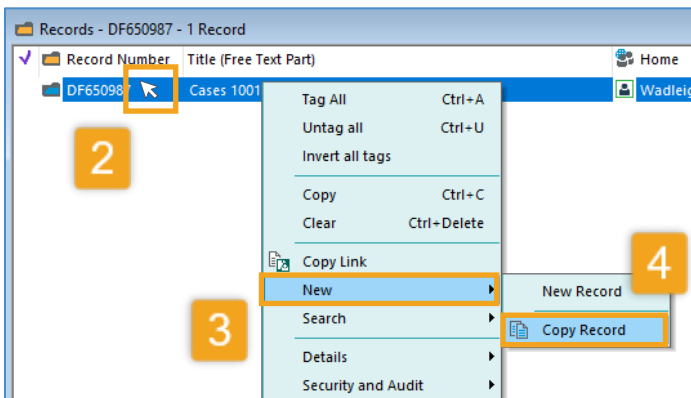 Records - DF650987 - 1 Record
Record Number Title (Free Text Part) Home
DF650987 Cases 1001
2
Tag All Ctrl+A
Untag all Ctrl+U
Invert all tags
Copy Ctrl+C
Clear Ctrl+Delete
Copy Link
4
New
New Record
3
Search
Copy Record
Details
Security and Audit